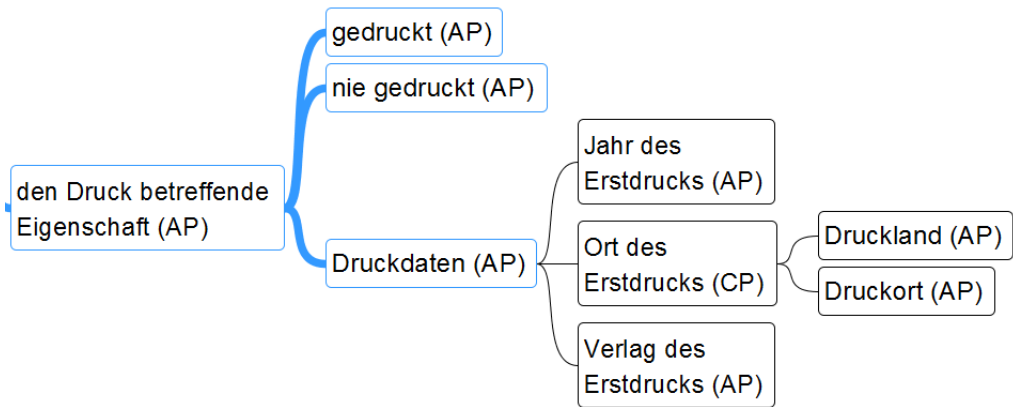 gedruckt (AP)
nie gedruckt (AP)
den Druck betreffende
Eigenschaft (AP)
Druckdaten (AP)
Jahr des
Erstdrucks (AP)
Ort des
Erstdrucks (CP)
Druckland (AP)
Druckort (AP)
Verlag des
Erstdrucks (AP)